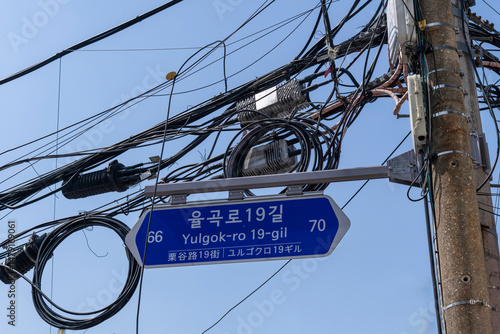 율곡로19길
66 Yulgok-ro 19-gil 70
栗谷路19街 | ユルゴクロ19ギル